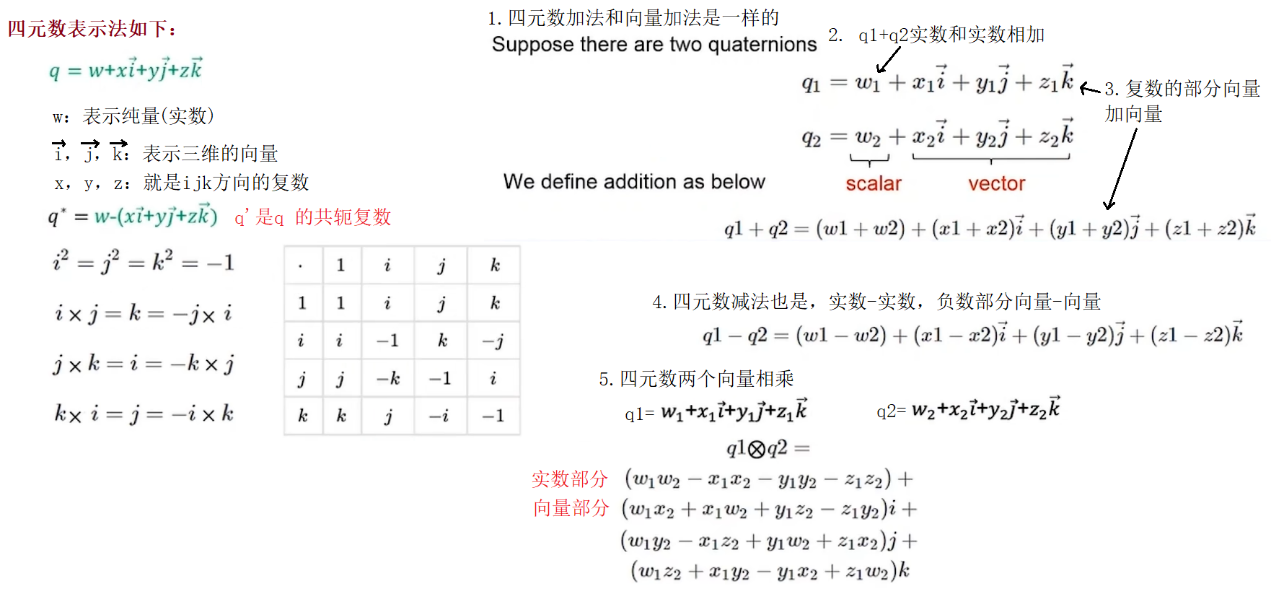 四元数表示法如下：
q = w+xi⃗+yj⃗+zk⃗
w：表示纯量(实数)
i⃗，j⃗，k⃗：表示三维的向量
x，y，z：就是ijk方向的复数
q* = w-(xi⃗+yj⃗+zk⃗) q'是q 的共轭复数
i² = j² = k² = −1
i × j = k = −j × i
j × k = i = −k × j
k × i = j = −i × k
· 1 i j k
1 1 i j k
i i −1 k −j
j j −k −1 i
k k j −i −1
1.四元数加法和向量加法是一样的
Suppose there are two quaternions
2. q1+q2实数和实数相加
q₁ = w₁ + x₁i⃗ + y₁j⃗ + z₁k⃗
3.复数的部分向量
加向量
q₂ = w₂ + x₂i⃗ + y₂j⃗ + z₂k⃗
scalar vector
We define addition as below
q1 + q2 = (w1 + w2) + (x1 + x2)i⃗ + (y1 + y2)j⃗ + (z1 + z2)k⃗
4.四元数减法也是，实数-实数，负数部分向量-向量
q1 − q2 = (w1 − w2) + (x1 − x2)i⃗ + (y1 − y2)j⃗ + (z1 − z2)k⃗
5.四元数两个向量相乘
q1= w₁+x₁i⃗+y₁j⃗+z₁k⃗ q2= w₂+x₂i⃗+y₂j⃗+z₂k⃗
q1⊗q2 =
实数部分 (w₁w₂ − x₁x₂ − y₁y₂ − z₁z₂) +
向量部分 (w₁x₂ + x₁w₂ + y₁z₂ − z₁y₂)i +
(w₁y₂ − x₁z₂ + y₁w₂ + z₁x₂)j +
(w₁z₂ + x₁y₂ − y₁x₂ + z₁w₂)k